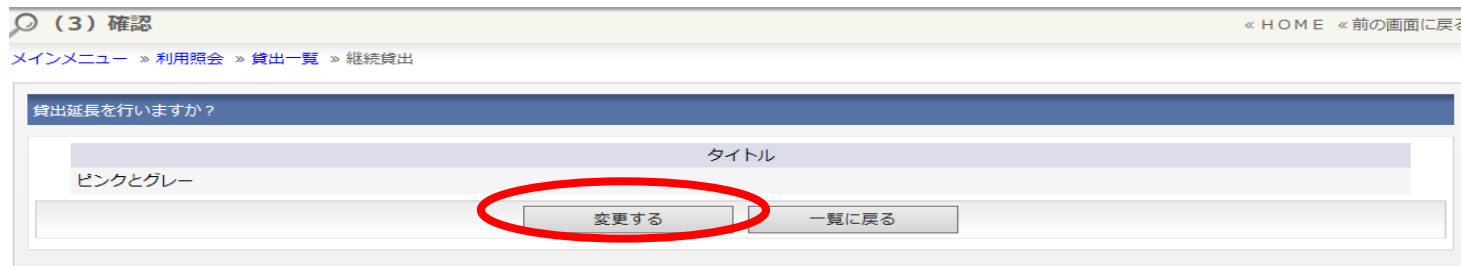 （3）確認
≪HOME ≪前の画面に戻る
メインメニュー » 利用照会 » 貸出一覧 » 継続貸出
貸出延長を行いますか？
タイトル
ピンクとグレー
変更する 一覧に戻る